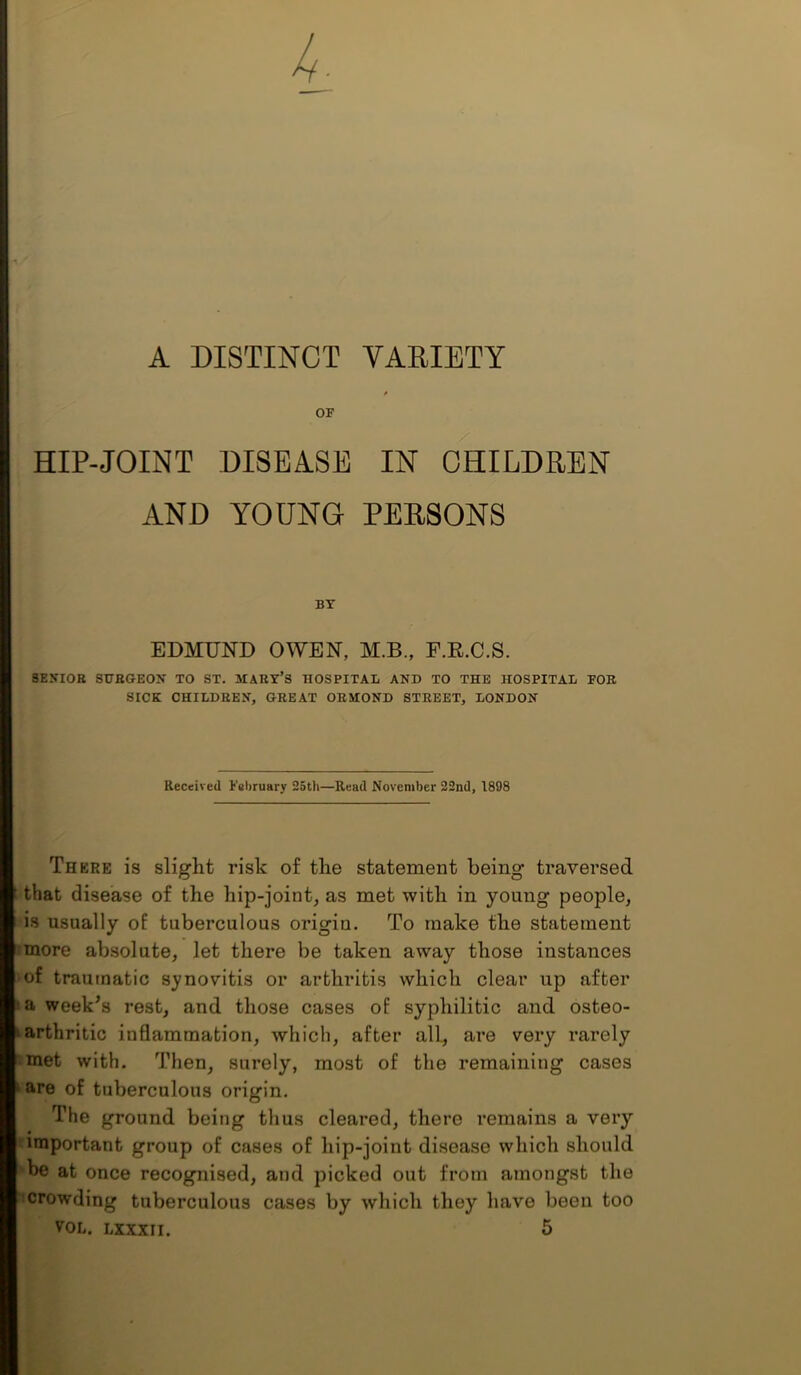 4.
A DISTINCT VARIETY
OF
HIP-JOINT DISEASE IN CHILDREN
AND YOUNG PERSONS
BY
EDMUND OWEN, M.B., F.R.C.S.
SENIOR SURGEON TO ST. MARY'S HOSPITAL AND TO THE HOSPITAL FOR
SICK CHILDREN, GREAT ORMOND STREET, LONDON
Received February 25th—Read November 22nd, 1898
There is slight risk of the statement being traversed
that disease of the hip-joint, as met with in young people,
is usually of tuberculous origin. To make the statement
more absolute, let there be taken away those instances
of traumatic synovitis or arthritis which clear up after
a week's rest, and those cases of syphilitic and osteo-
arthritic inflammation, which, after all, are very rarely
met with. Then, surely, most of the remaining cases
are of tuberculous origin.
The ground being thus cleared, there remains a very
important group of cases of hip-joint disease which should
be at once recognised, and picked out from amongst the
crowding tuberculous cases by which they have been too
VOL. LXXXII. 5